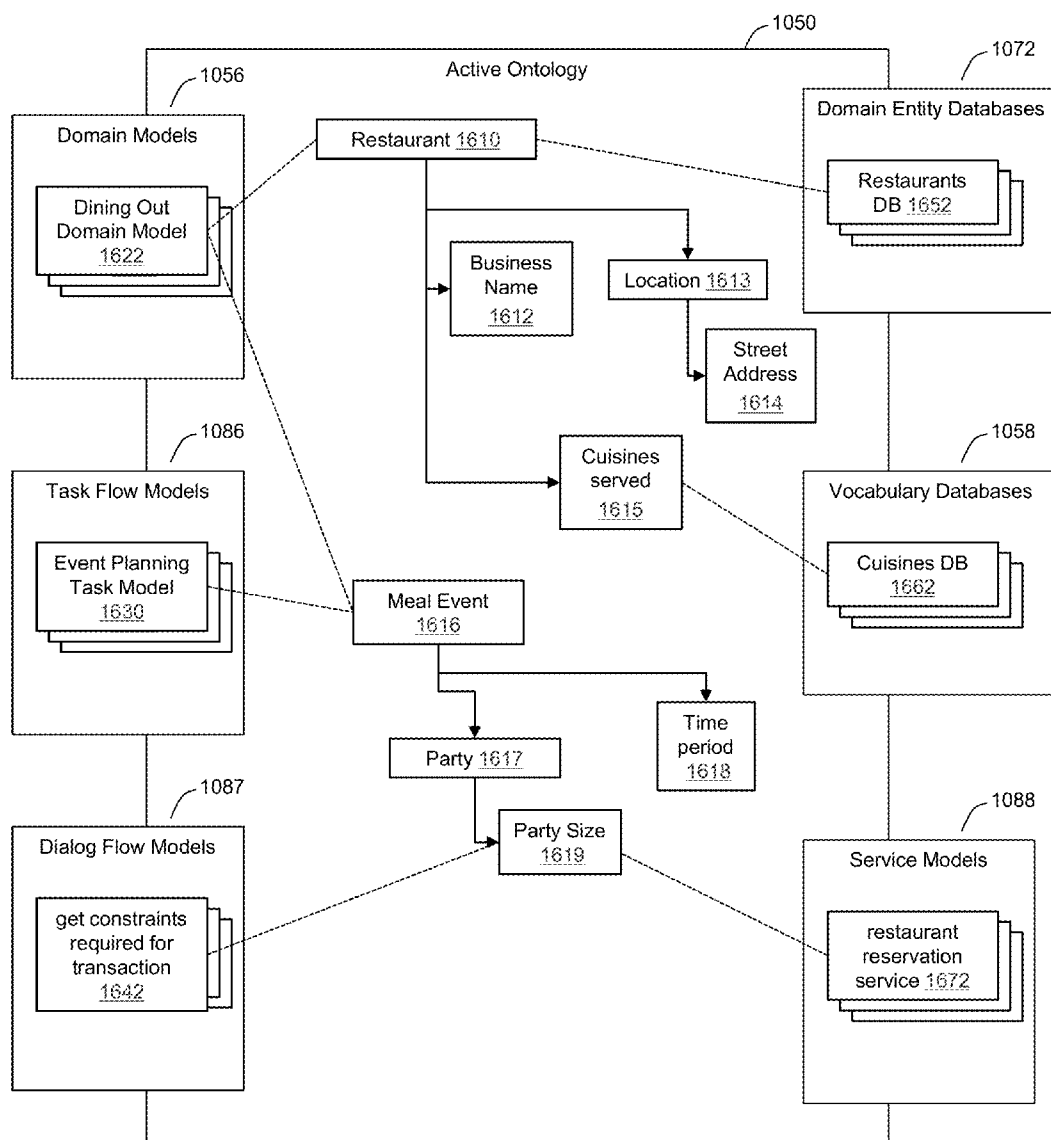 1050
1072
1056
Active Ontology
Domain Models
Domain Entity Databases
Restaurant 1610
Dining Out
Domain Model
1622
Restaurants
DB 1652
Business
Name
1612
Location 1613
Street
Address
1614
1086
1058
Cuisines
served
1615
Task Flow Models
Vocabulary Databases
Event Planning
Task Model
1630
Cuisines DB
1662
Meal Event
1616
Time
period
1618
Party 1617
1087
1088
Party Size
1619
Dialog Flow Models
Service Models
get constraints
required for
transaction
1642
restaurant
reservation
service 1672